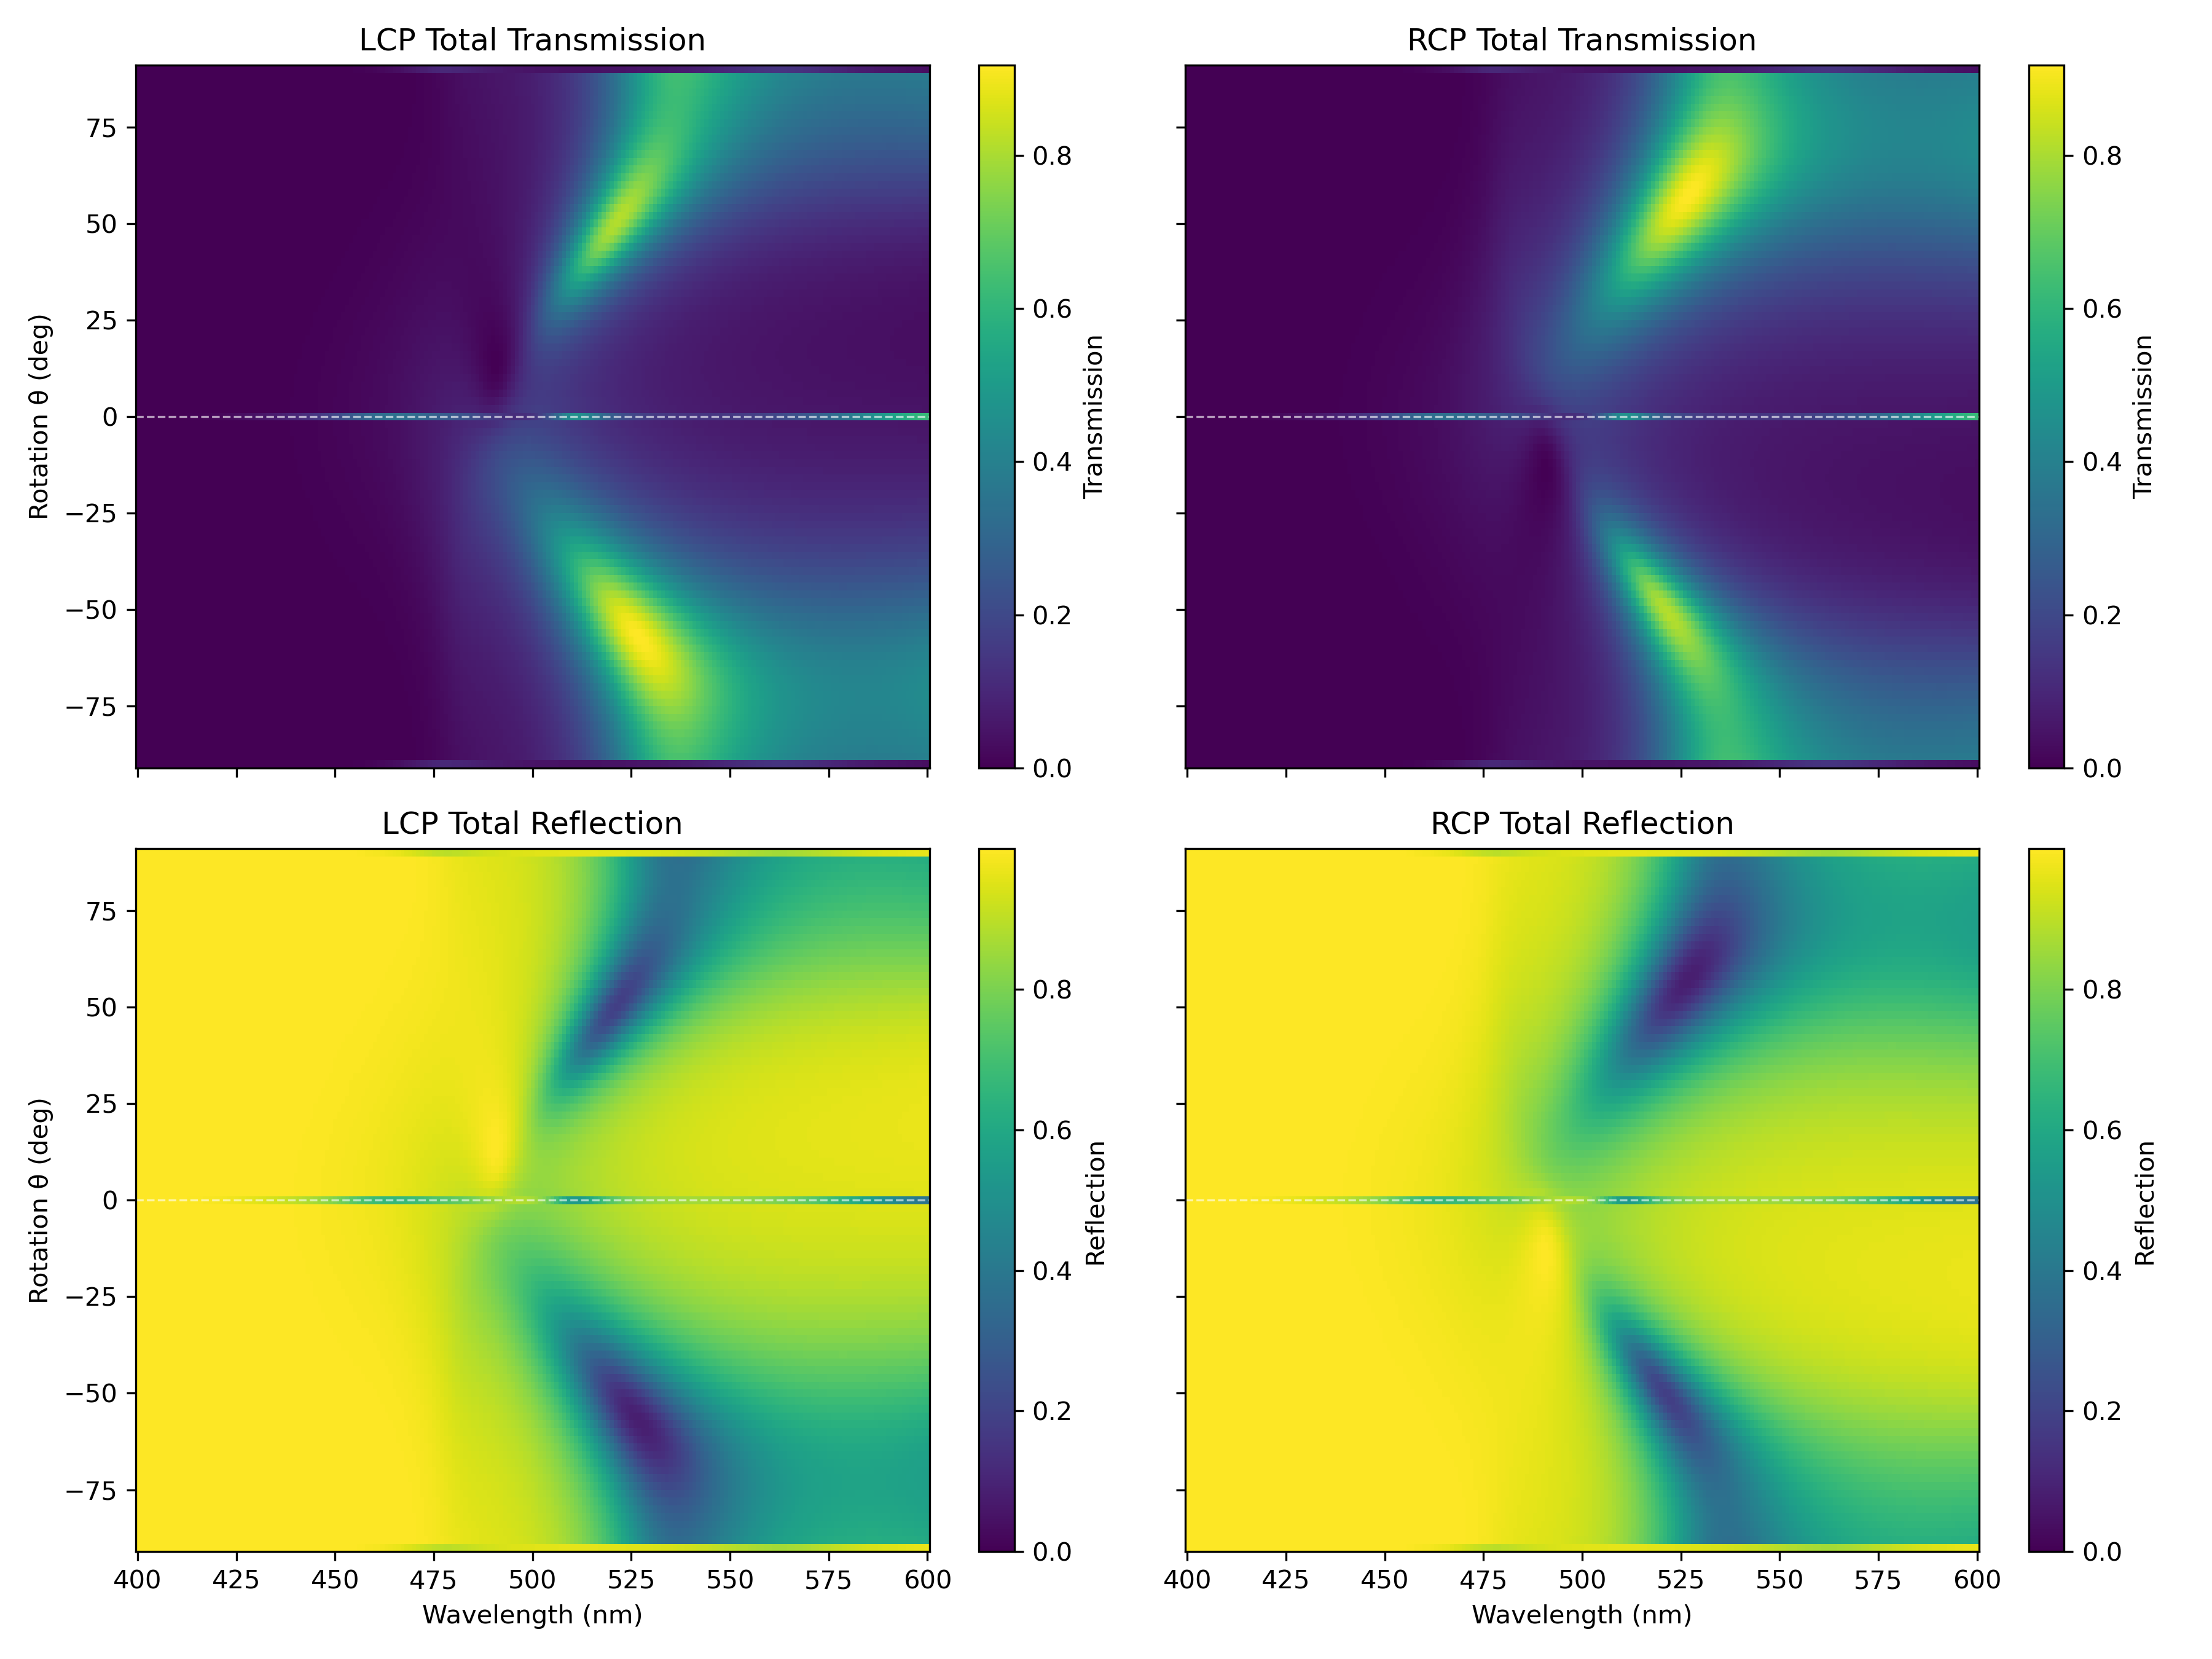 LCP Total Transmission
RCP Total Transmission
75
50
25
0
−25
−50
−75
Rotation θ (deg)
0.8
0.6
0.4
0.2
0.0
Transmission
0.8
0.6
0.4
0.2
0.0
Transmission
LCP Total Reflection
RCP Total Reflection
75
50
25
0
−25
−50
−75
Rotation θ (deg)
400 425 450 475 500 525 550 575 600
Wavelength (nm)
0.8
0.6
0.4
0.2
0.0
Reflection
400 425 450 475 500 525 550 575 600
Wavelength (nm)
0.8
0.6
0.4
0.2
0.0
Reflection